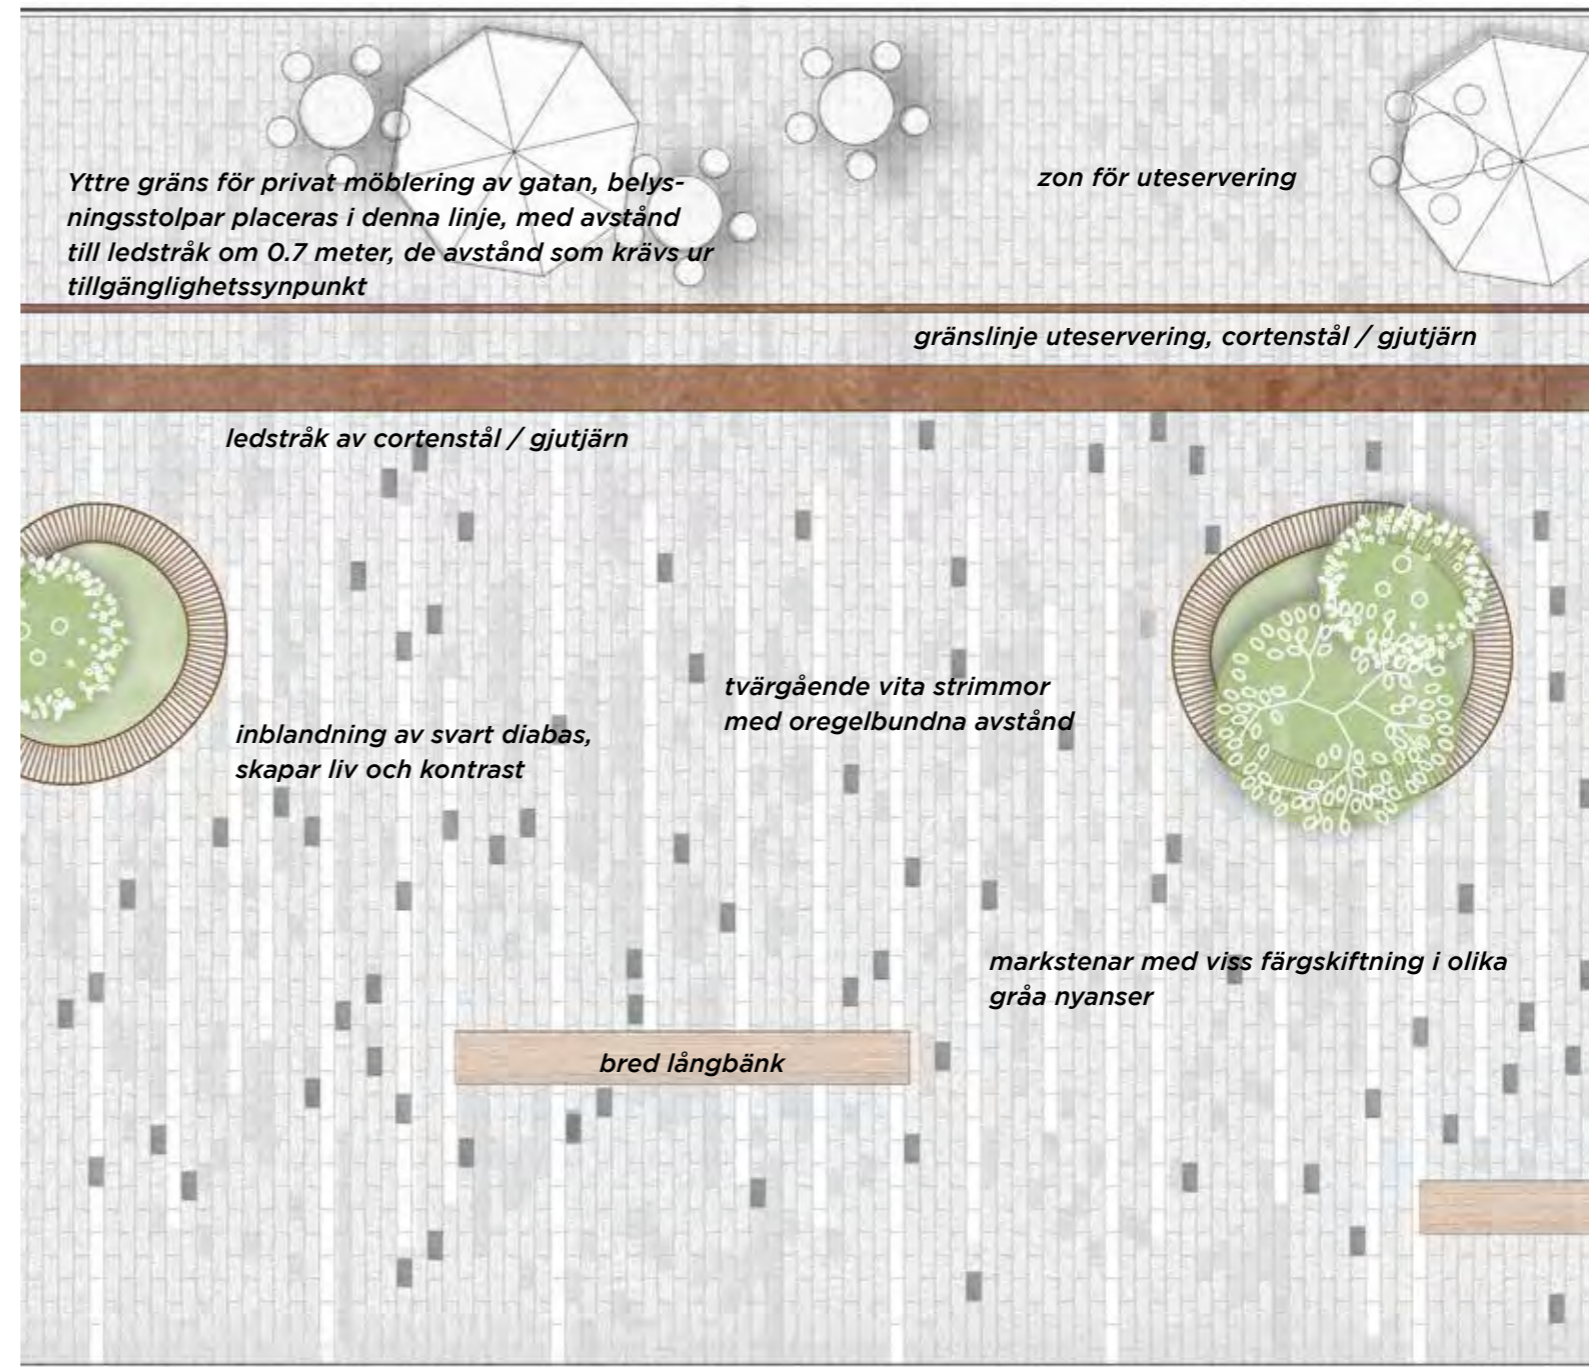 Yttre gräns för privat möblering av gatan, belys-
ningsstolpar placeras i denna linje, med avstånd
till ledstråk om 0.7 meter, de avstånd som krävs ur
tillgänglighetssynpunkt
zon för uteservering
gränslinje uteservering, cortenstål / gjutjärn
ledstråk av cortenstål / gjutjärn
tvärgående vita strimmor
med oregelbundna avstånd
inblandning av svart diabas,
skapar liv och kontrast
markstenar med viss färgskiftning i olika
gråa nyanser
bred långbänk